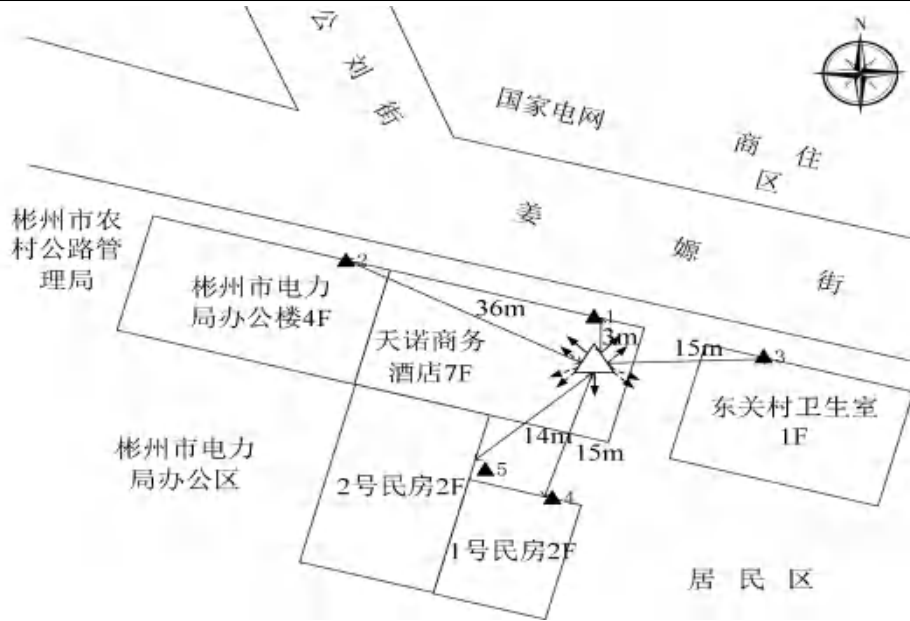 公刘街
N
国家电网
商住
区
姜嫄街
彬州市农
村公路管
理局
彬州市电力
局办公楼4F
2
36m
1
3m
15m
3
天诺商务
酒店7F
东关村卫生室
1F
彬州市电力
局办公区
14m
15m
5
2号民房2F
4
1号民房2F
居民区